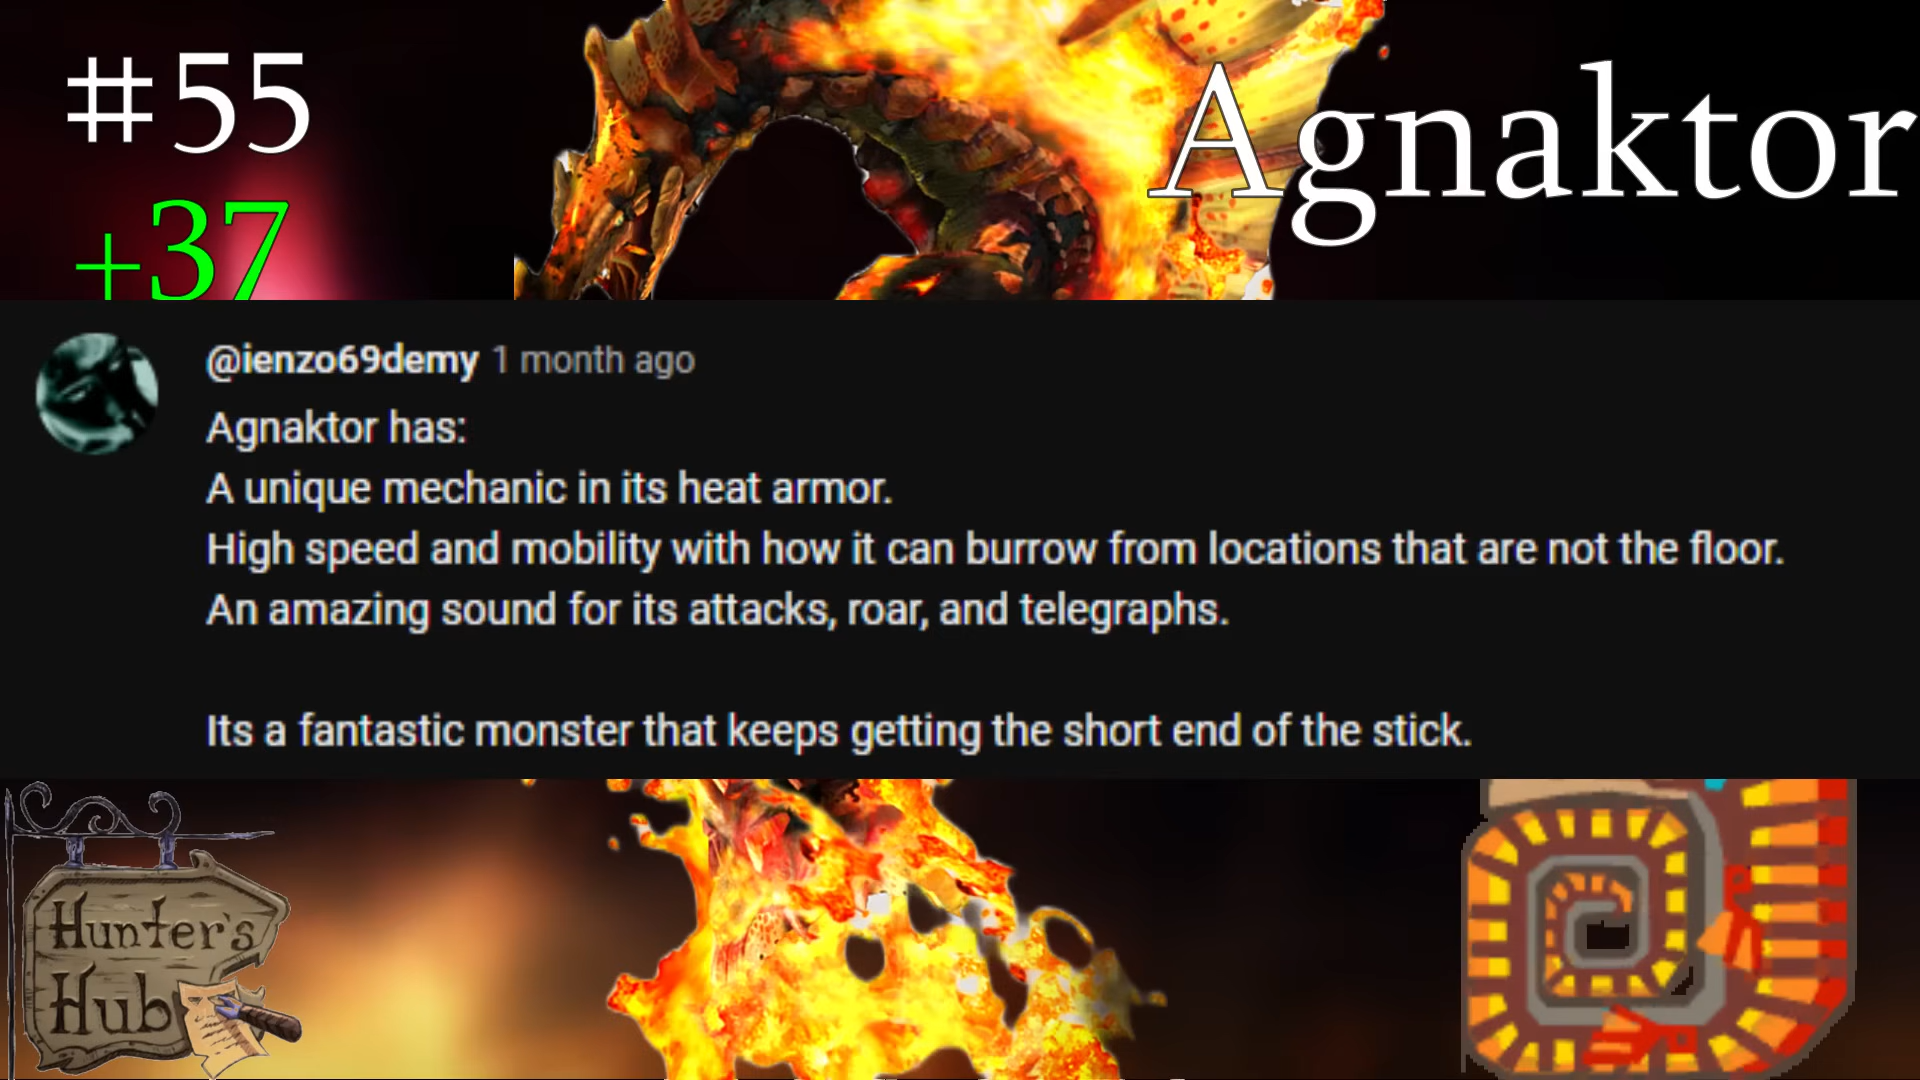 #55
Agnaktor
+37
@ienzo69demy 1 month ago
Agnaktor has:
A unique mechanic in its heat armor.
High speed and mobility with how it can burrow from locations that are not the floor.
An amazing sound for its attacks, roar, and telegraphs.
Its a fantastic monster that keeps getting the short end of the stick.
Hunter's
Hub